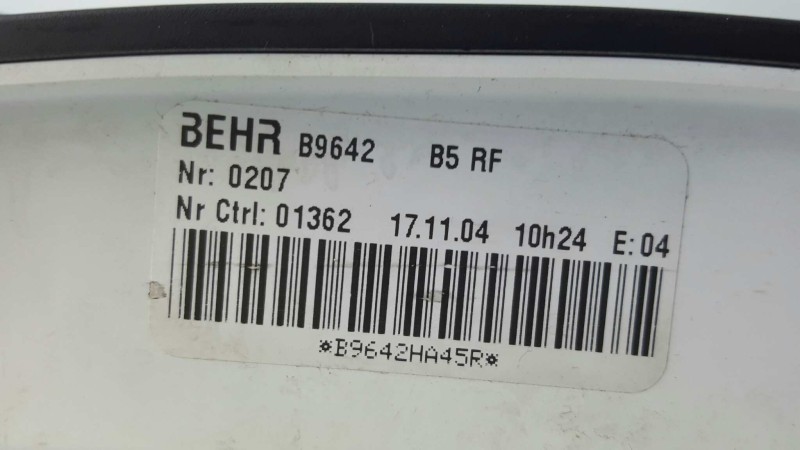 BEHR B9642 B5 RF
Nr: 0207
Nr Ctrl: 01362 17.11.04 10h24 E: 04
*B9642HA45R*